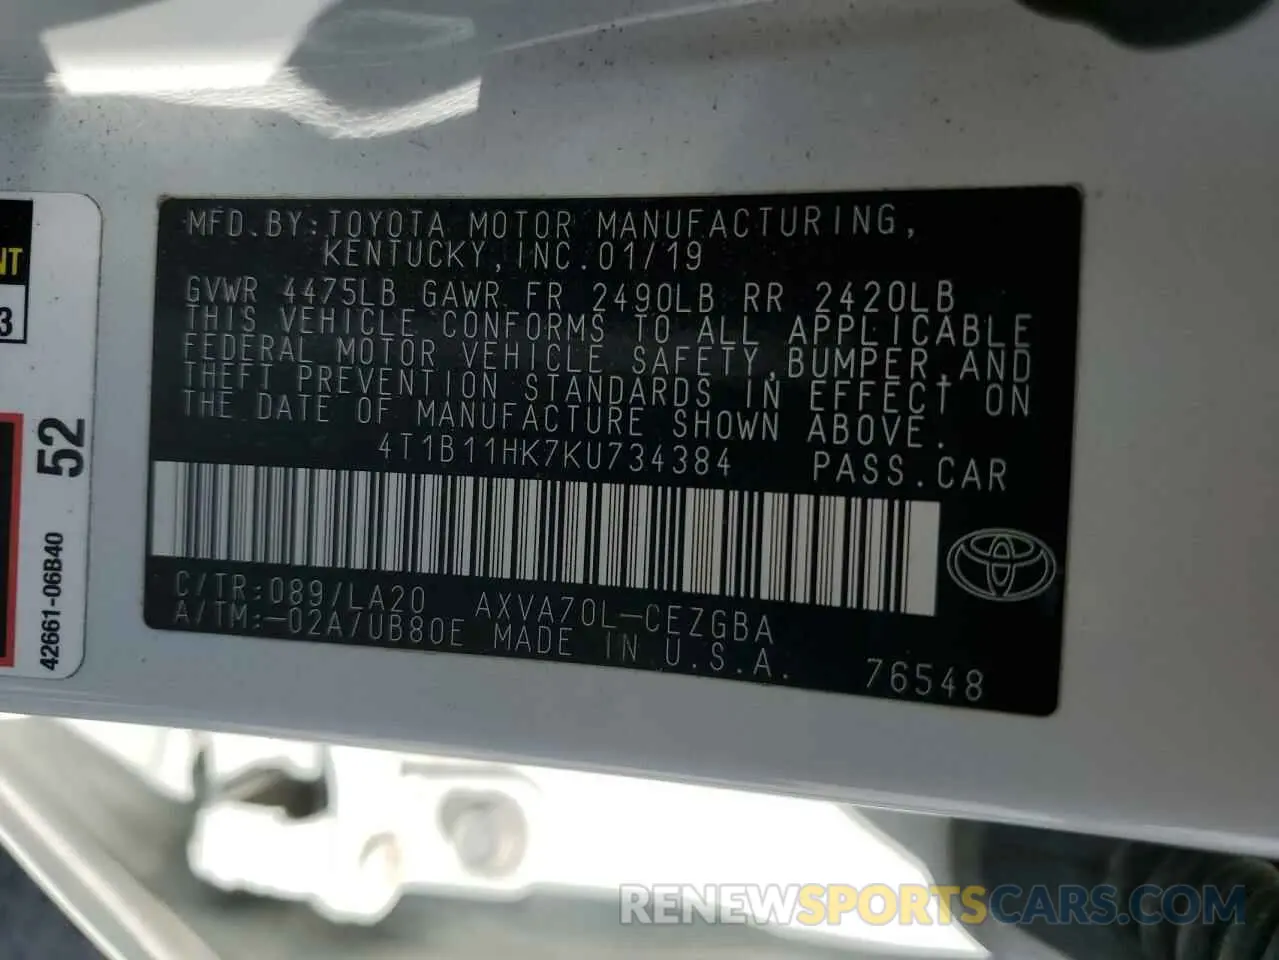 MFD.BY:TOYOTA MOTOR MANUFACTURING,
KENTUCKY,INC.01/19
GVWR 4475LB GAWR FR 2490LB RR 2420LB
THIS VEHICLE CONFORMS TO ALL APPLICABLE
FEDERAL MOTOR VEHICLE SAFETY,BUMPER,AND
THEFT PREVENTION STANDARDS IN EFFECT ON
THE DATE OF MANUFACTURE SHOWN ABOVE.
4T1B11HK7KU734384 PASS.CAR
C/TR:089/LA20 AXVA70L-CEZGBA
A/TM:-02A/UB80E MADE IN U.S.A.
76548
NT
3
52
42661-06B40
RENEWSPORTSCARS.COM